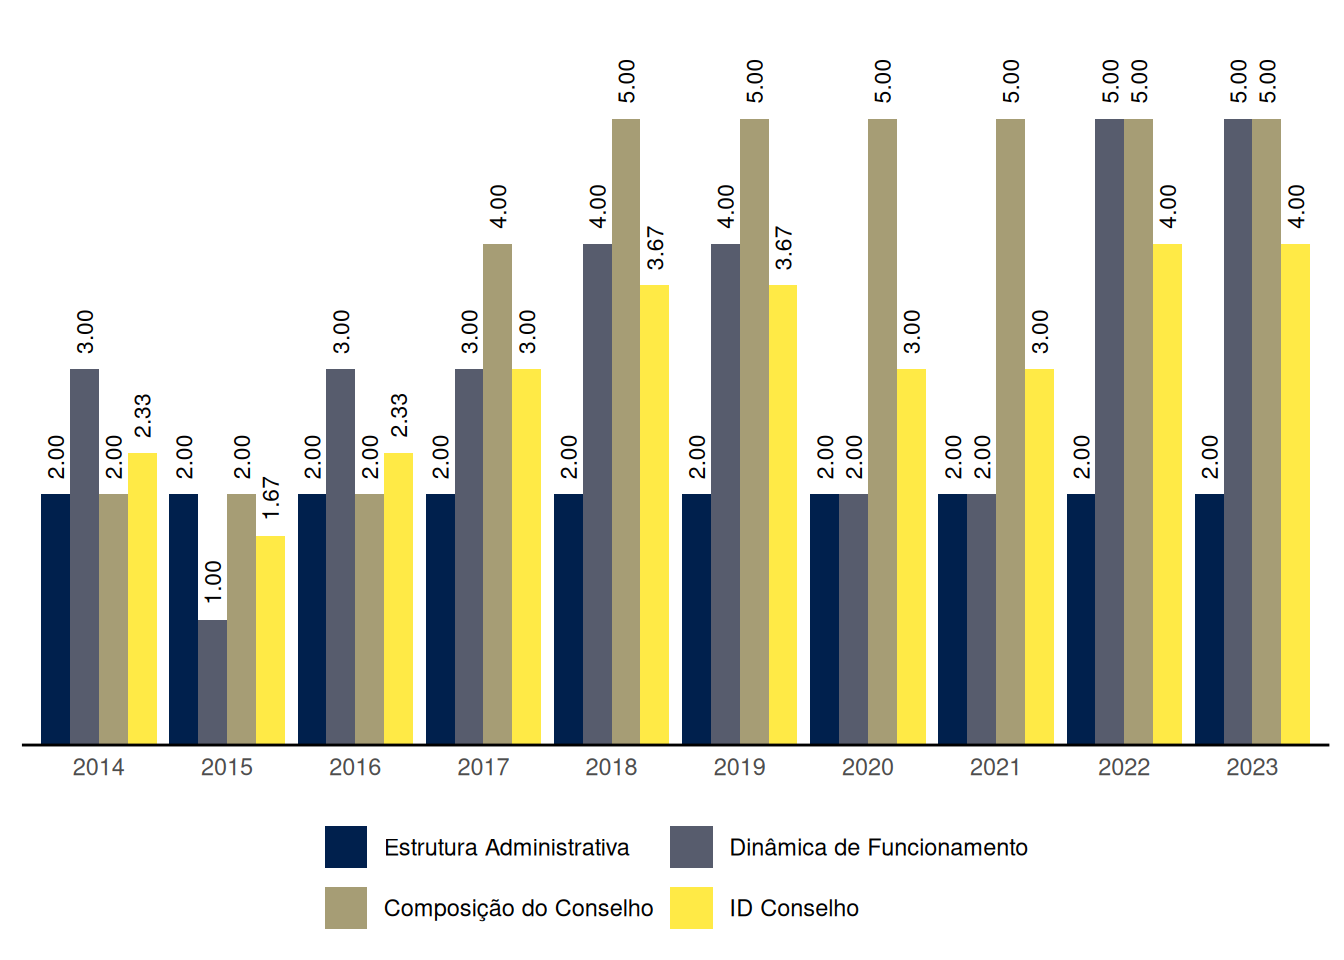 2.00 3.00 2.00 2.33 2.00 1.00 2.00 1.67 2.00 3.00 2.00 2.33 2.00 3.00 4.00 3.00 2.00 4.00 5.00 3.67 2.00 4.00 5.00 3.67 2.00 2.00 5.00 3.00 2.00 2.00 5.00 3.00 2.00 5.00 5.00 4.00 2.00 5.00 5.00 4.00
2014 2015 2016 2017 2018 2019 2020 2021 2022 2023
Estrutura Administrativa Dinâmica de Funcionamento
Composição do Conselho ID Conselho